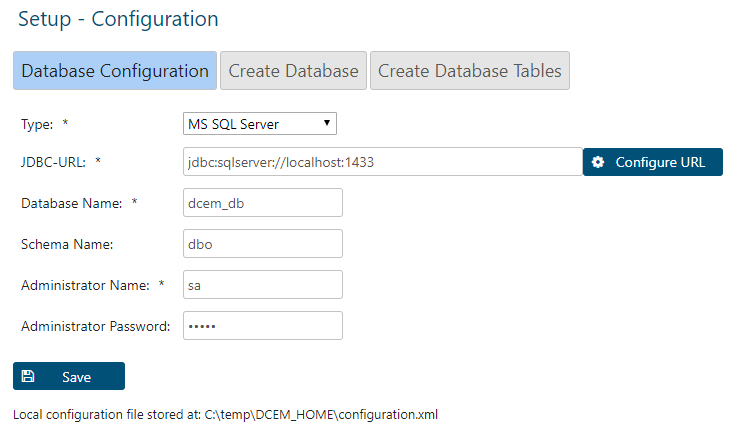 Setup - Configuration
Database Configuration Create Database Create Database Tables
Type: * MS SQL Server
JDBC-URL: * jdbc:sqlserver://localhost:1433 Configure URL
Database Name: * dcem_db
Schema Name: dbo
Administrator Name: * sa
Administrator Password: •••••
Save
Local configuration file stored at: C:\temp\DCEM_HOME\configuration.xml